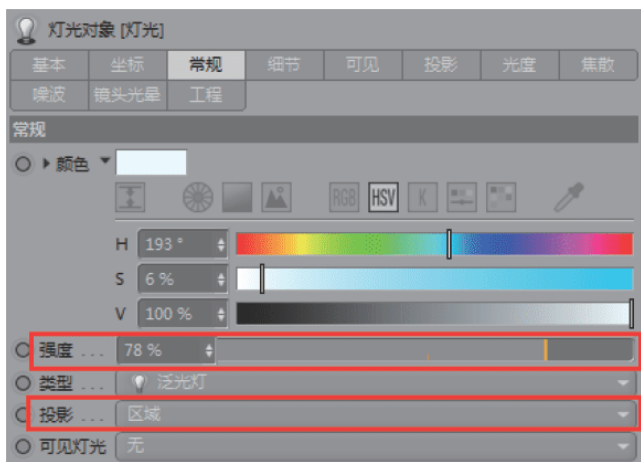 灯光对象 [灯光]
基本 坐标 常规 细节 可见 投影 光度 焦散
噪波 镜头光晕 工程
常规
颜色
RGB HSV K
H 193 °
S 6 %
V 100 %
强度 . . . 78 %
类型 . . . 泛光灯
投影 . . . 区域
可见灯光 无